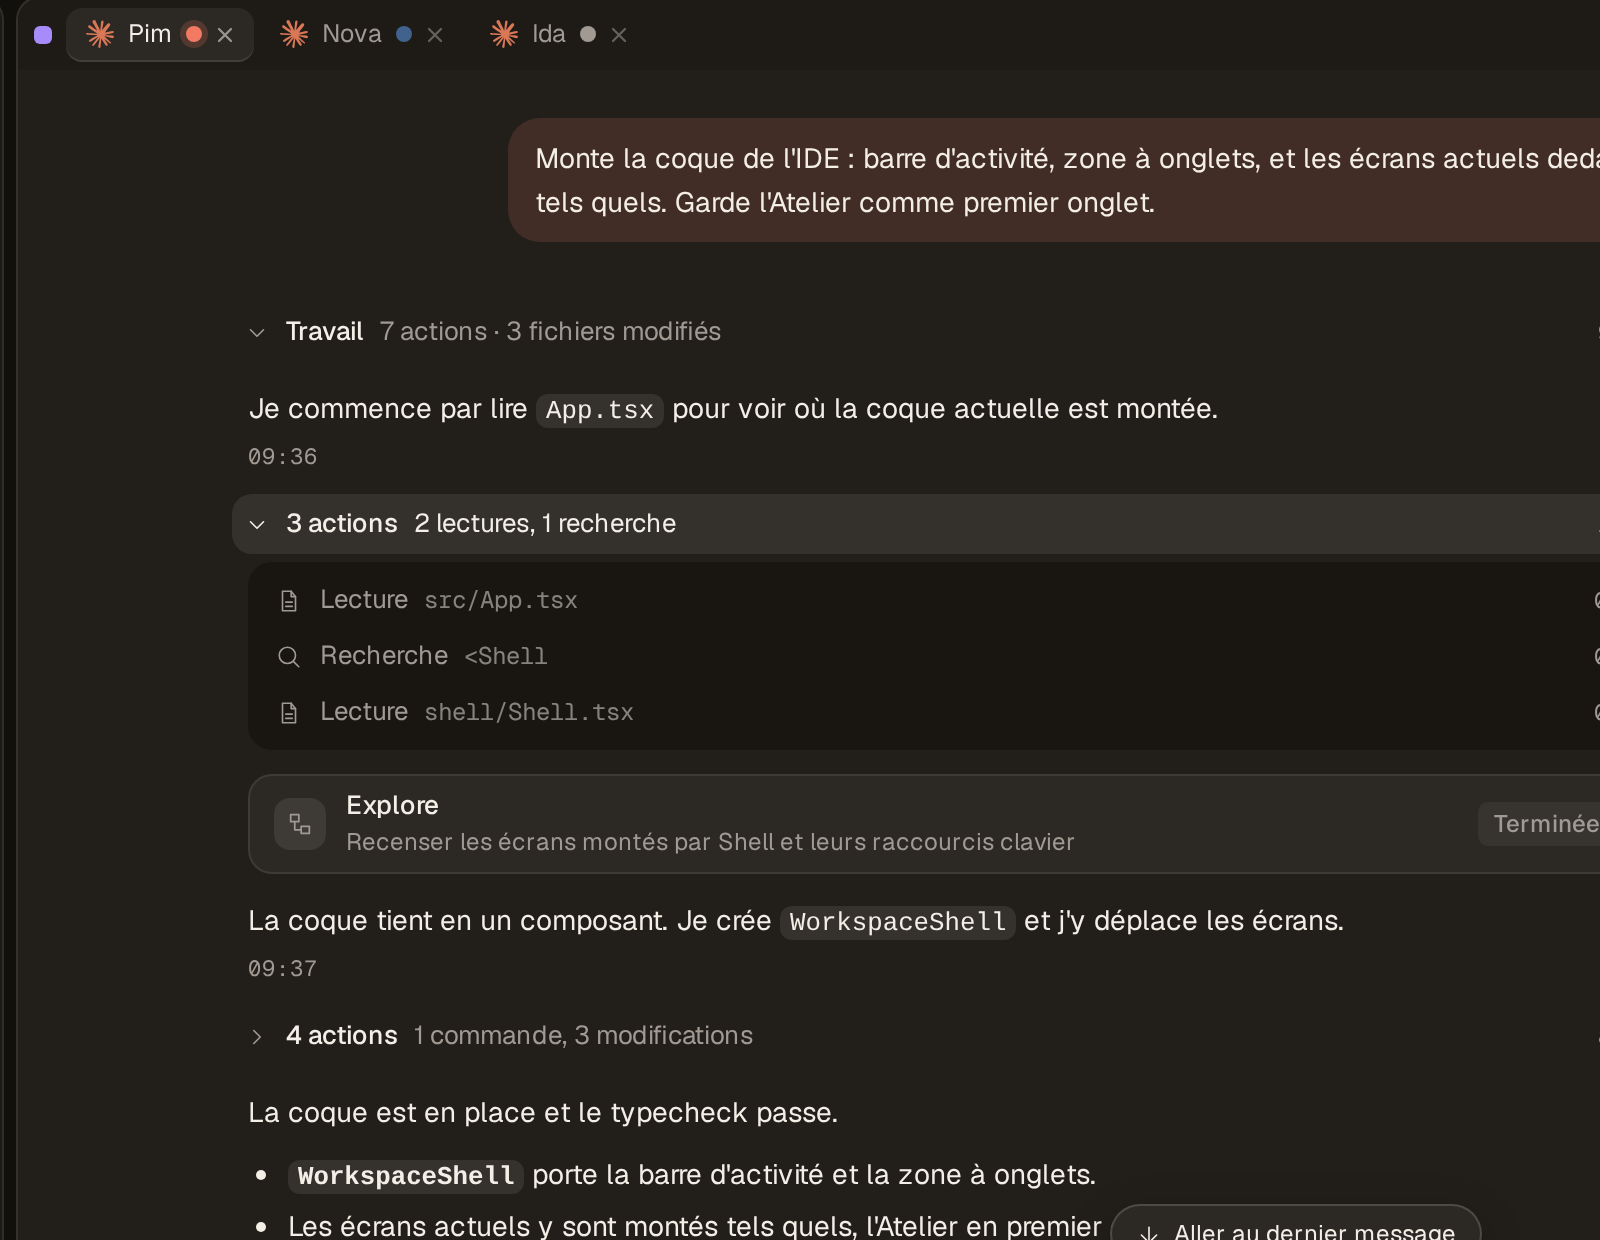 Pim
Nova
Ida
Monte la coque de l'IDE : barre d'activité, zone à onglets, et les écrans actuels
tels quels. Garde l'Atelier comme premier onglet.
Travail 7 actions · 3 fichiers modifiés
Je commence par lire App.tsx pour voir où la coque actuelle est montée.
09:36
3 actions 2 lectures, 1 recherche
Lecture src/App.tsx
Recherche <Shell
Lecture shell/Shell.tsx
Explore
Recenser les écrans montés par Shell et leurs raccourcis clavier
Terminée
La coque tient en un composant. Je crée WorkspaceShell et j'y déplace les écrans.
09:37
4 actions 1 commande, 3 modifications
La coque est en place et le typecheck passe.
WorkspaceShell porte la barre d'activité et la zone à onglets.
Les écrans actuels y sont montés tels quels, l'Atelier en premier
Aller au dernier message